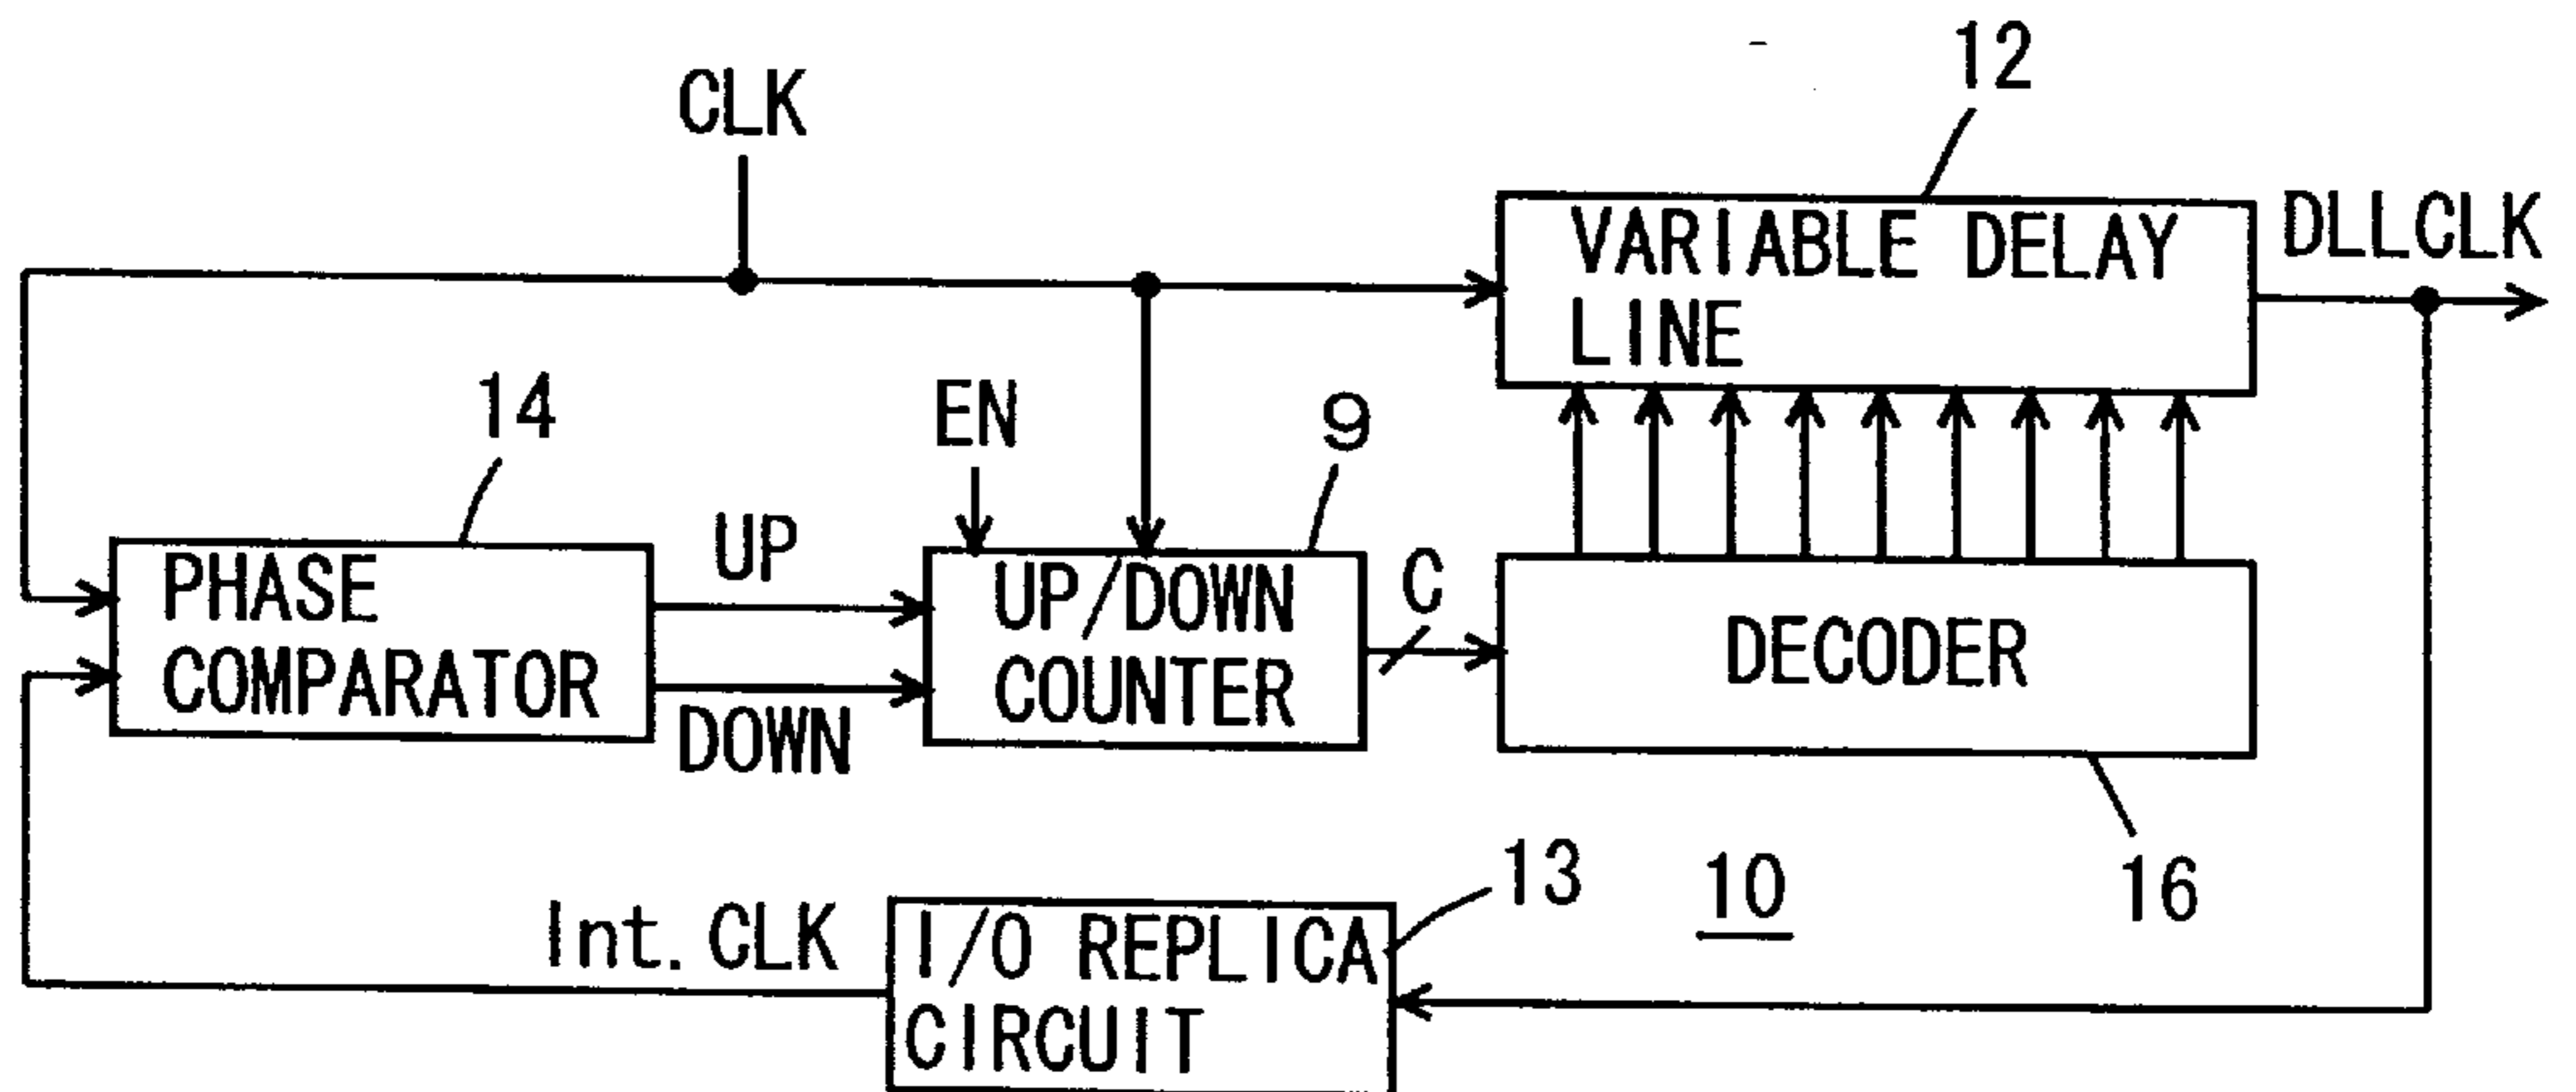 12
CLK
VARIABLE DELAY
LINE
DLLCLK
14
EN
9
PHASE
COMPARATOR
UP
DOWN
UP/DOWN
COUNTER
C
DECODER
13
10
16
Int. CLK
I/O REPLICA
CIRCUIT